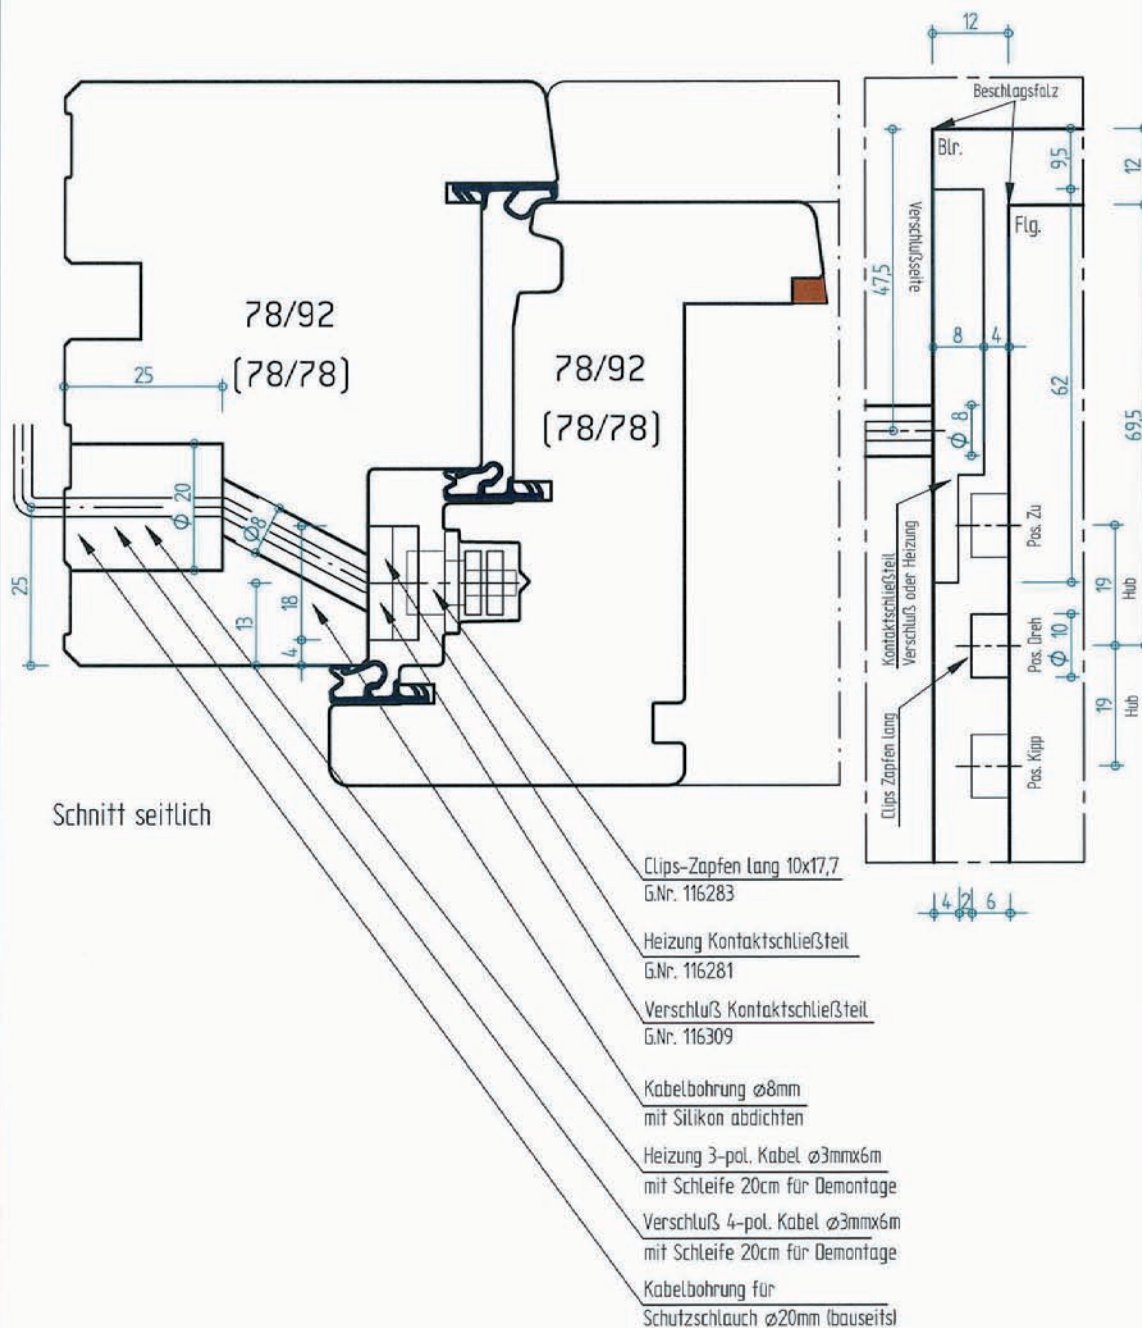 12
Beschlagsfalz
Blr.
9,5
12
Flg.
Verschlußseite
47,5
78/92
(78/78)
78/92
(78/78)
25
8
4
62
69,5
Ø 8
Ø 20
Ø8
25
18
13
4
Kontaktschließteil
Verschluß oder Heizung
Pos. Zu
19
Hub
Pos. Dreh
Ø 10
19
Hub
Clips Zapfen lang
Pos. Kipp
4 2 6
Schnitt seitlich
Clips-Zapfen lang 10x17,7
G.Nr. 116283
Heizung Kontaktschließteil
G.Nr. 116281
Verschluß Kontaktschließteil
G.Nr. 116309
Kabelbohrung ø8mm
mit Silikon abdichten
Heizung 3-pol. Kabel ø3mmx6m
mit Schleife 20cm für Demontage
Verschluß 4-pol. Kabel ø3mmx6m
mit Schleife 20cm für Demontage
Kabelbohrung für
Schutzschlauch ø20mm (bauseits)